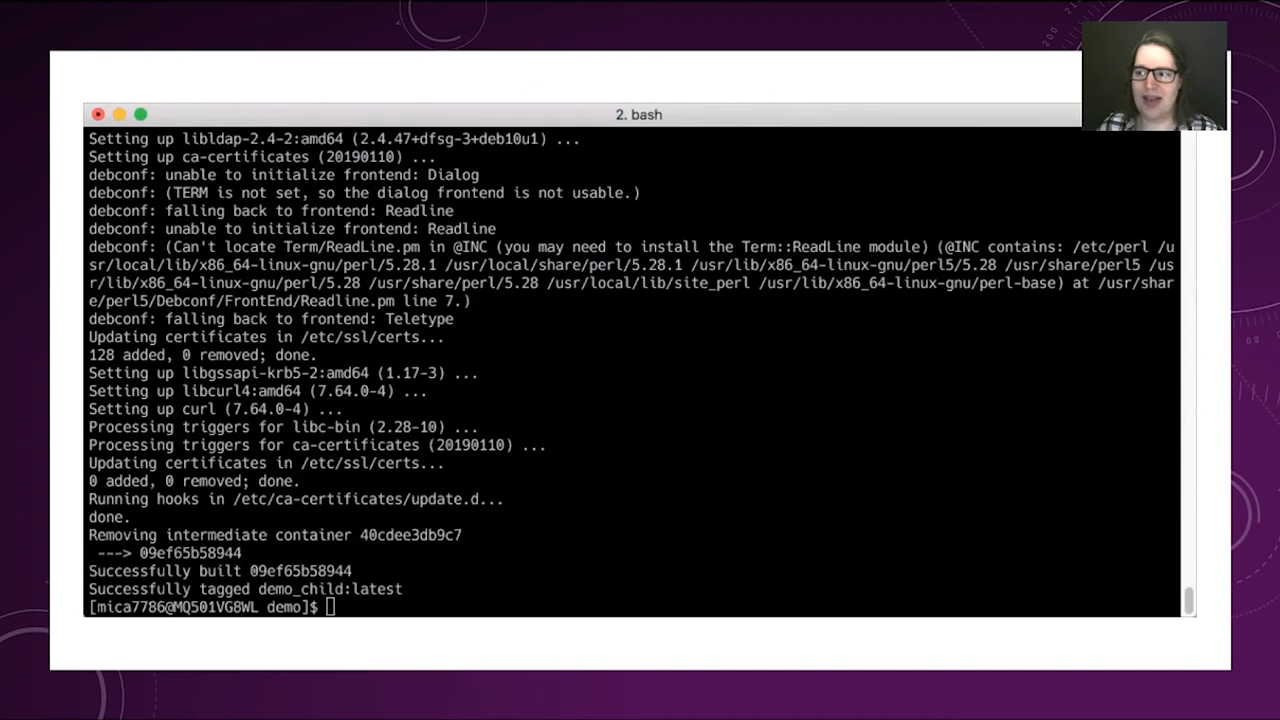 2. bash
Setting up libldap-2.4-2:amd64 (2.4.47+dfsg-3+deb10u1) ...
Setting up ca-certificates (20190110) ...
debconf: unable to initialize frontend: Dialog
debconf: (TERM is not set, so the dialog frontend is not usable.)
debconf: falling back to frontend: Readline
debconf: unable to initialize frontend: Readline
debconf: (Can't locate Term/ReadLine.pm in @INC (you may need to install the Term::ReadLine module) (@INC contains: /etc/perl /u
sr/local/lib/x86_64-linux-gnu/perl/5.28.1 /usr/local/share/perl/5.28.1 /usr/lib/x86_64-linux-gnu/perl5/5.28 /usr/share/perl5 /us
r/lib/x86_64-linux-gnu/perl/5.28 /usr/share/perl/5.28 /usr/local/lib/site_perl /usr/lib/x86_64-linux-gnu/perl-base) at /usr/shar
e/perl5/Debconf/FrontEnd/Readline.pm line 7.)
debconf: falling back to frontend: Teletype
Updating certificates in /etc/ssl/certs...
128 added, 0 removed; done.
Setting up libgssapi-krb5-2:amd64 (1.17-3) ...
Setting up libcurl4:amd64 (7.64.0-4) ...
Setting up curl (7.64.0-4) ...
Processing triggers for libc-bin (2.28-10) ...
Processing triggers for ca-certificates (20190110) ...
Updating certificates in /etc/ssl/certs...
0 added, 0 removed; done.
Running hooks in /etc/ca-certificates/update.d...
done.
Removing intermediate container 40cdee3db9c7
 ---> 09ef65b58944
Successfully built 09ef65b58944
Successfully tagged demo_child:latest
[mica7786@MQ501VG8WL demo]$